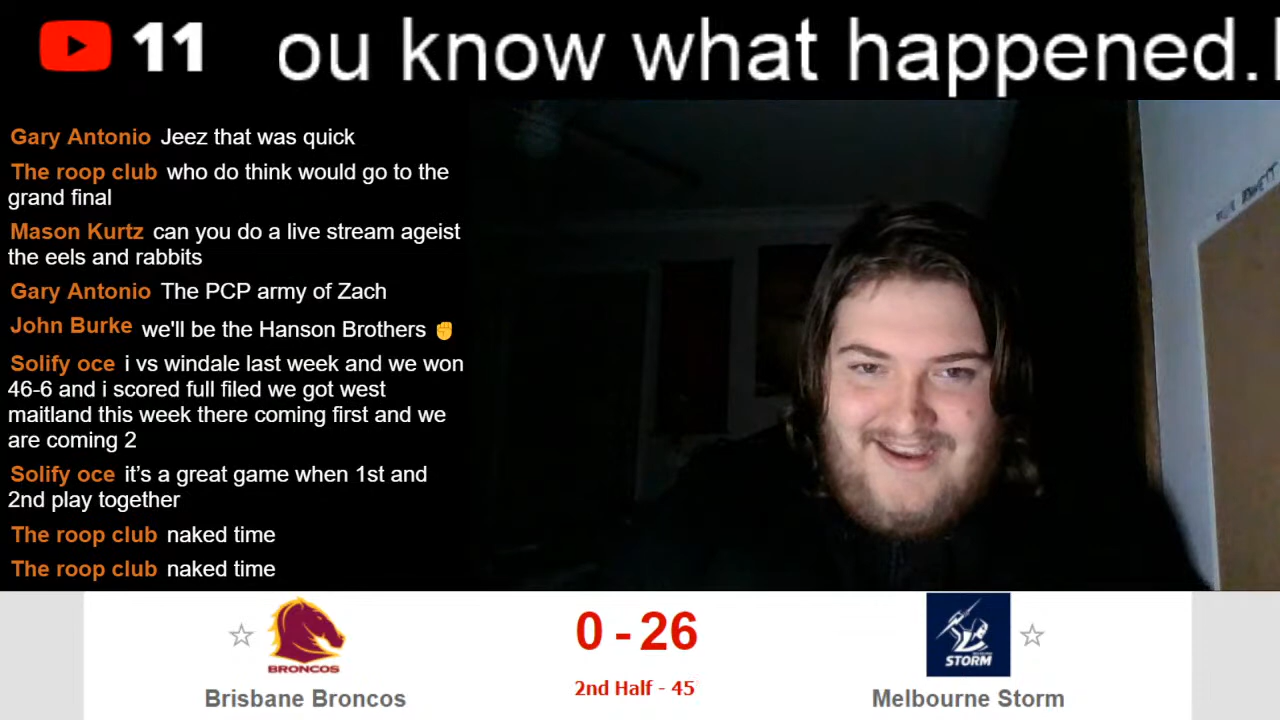 11 ou know what happened.
Gary Antonio Jeez that was quick
The roop club who do think would go to the
grand final
Mason Kurtz can you do a live stream ageist
the eels and rabbits
Gary Antonio The PCP army of Zach
John Burke we'll be the Hanson Brothers ✊
Solify oce i vs windale last week and we won
46-6 and i scored full filed we got west
maitland this week there coming first and we
are coming 2
Solify oce it’s a great game when 1st and
2nd play together
The roop club naked time
The roop club naked time
BRONCOS
Brisbane Broncos
0 - 26
2nd Half - 45
STORM
Melbourne Storm